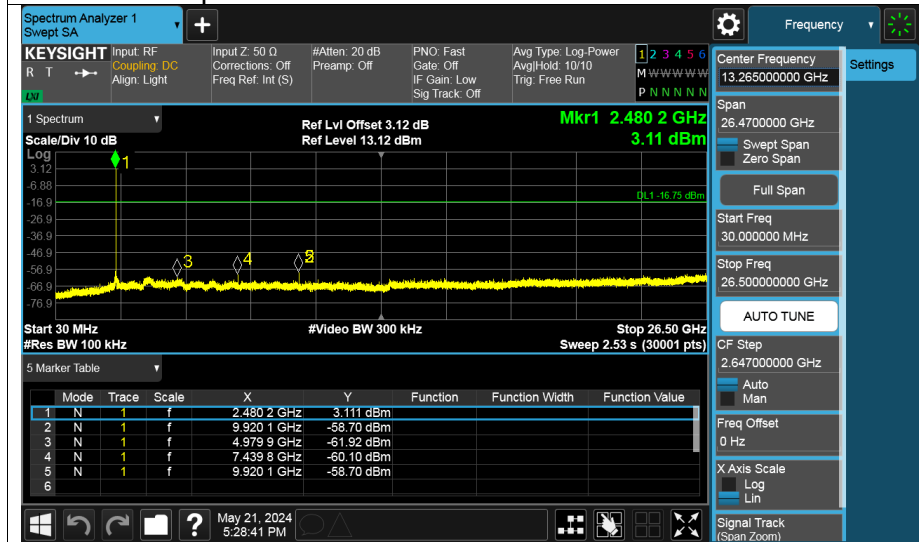 Spectrum Analyzer 1
Swept SA
+
Frequency
KEYSIGHT
R T
LXI
Input: RF
Coupling: DC
Align: Light
Input Z: 50 Ω
Corrections: Off
Freq Ref: Int (S)
#Atten: 20 dB
Preamp: Off
PNO: Fast
Gate: Off
IF Gain: Low
Sig Track: Off
Avg Type: Log-Power
Avg|Hold: 10/10
Trig: Free Run
1 2 3 4 5 6
M W W W W W
P N N N N N
Center Frequency
13.265000000 GHz
Settings
1 Spectrum
Scale/Div 10 dB
Ref Lvl Offset 3.12 dB
Ref Level 13.12 dBm
Mkr1 2.480 2 GHz
3.11 dBm
Log
3.12
-6.88
-16.9
-26.9
-36.9
-46.9
-56.9
-66.9
-76.9
1
DL1 -16.75 dBm
3
4
Start 30 MHz
#Video BW 300 kHz
Stop 26.50 GHz
#Res BW 100 kHz
Sweep 2.53 s (30001 pts)
Span
26.4700000 GHz
Swept Span
Zero Span
Full Span
Start Freq
30.000000 MHz
Stop Freq
26.500000000 GHz
AUTO TUNE
CF Step
2.647000000 GHz
Auto
Man
Freq Offset
0 Hz
X Axis Scale
Log
Lin
Signal Track
(Span Zoom)
5 Marker Table
Mode Trace Scale X Y Function Function Width Function Value
1 N 1 f 2.480 2 GHz 3.111 dBm
2 N 1 f 9.920 1 GHz -58.70 dBm
3 N 1 f 4.979 9 GHz -61.92 dBm
4 N 1 f 7.439 8 GHz -60.10 dBm
5 N 1 f 9.920 1 GHz -58.70 dBm
6
?
May 21, 2024
5:28:41 PM